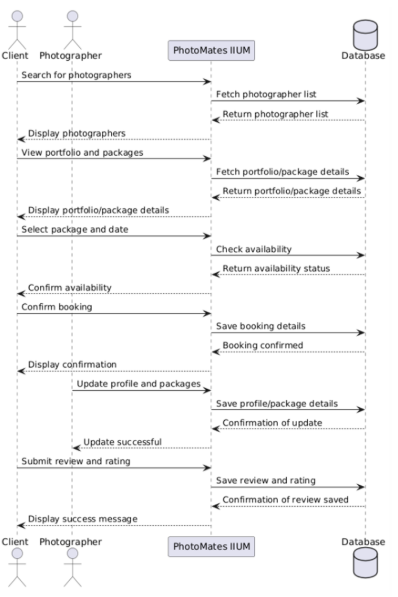 Client Photographer PhotoMates IIUM Database
Search for photographers
Fetch photographer list
Return photographer list
Display photographers
View portfolio and packages
Fetch portfolio/package details
Return portfolio/package details
Display portfolio/package details
Select package and date
Check availability
Return availability status
Confirm availability
Confirm booking
Save booking details
Booking confirmed
Display confirmation
Update profile and packages
Save profile/package details
Confirmation of update
Update successful
Submit review and rating
Save review and rating
Confirmation of review saved
Display success message
Client Photographer PhotoMates IIUM Database